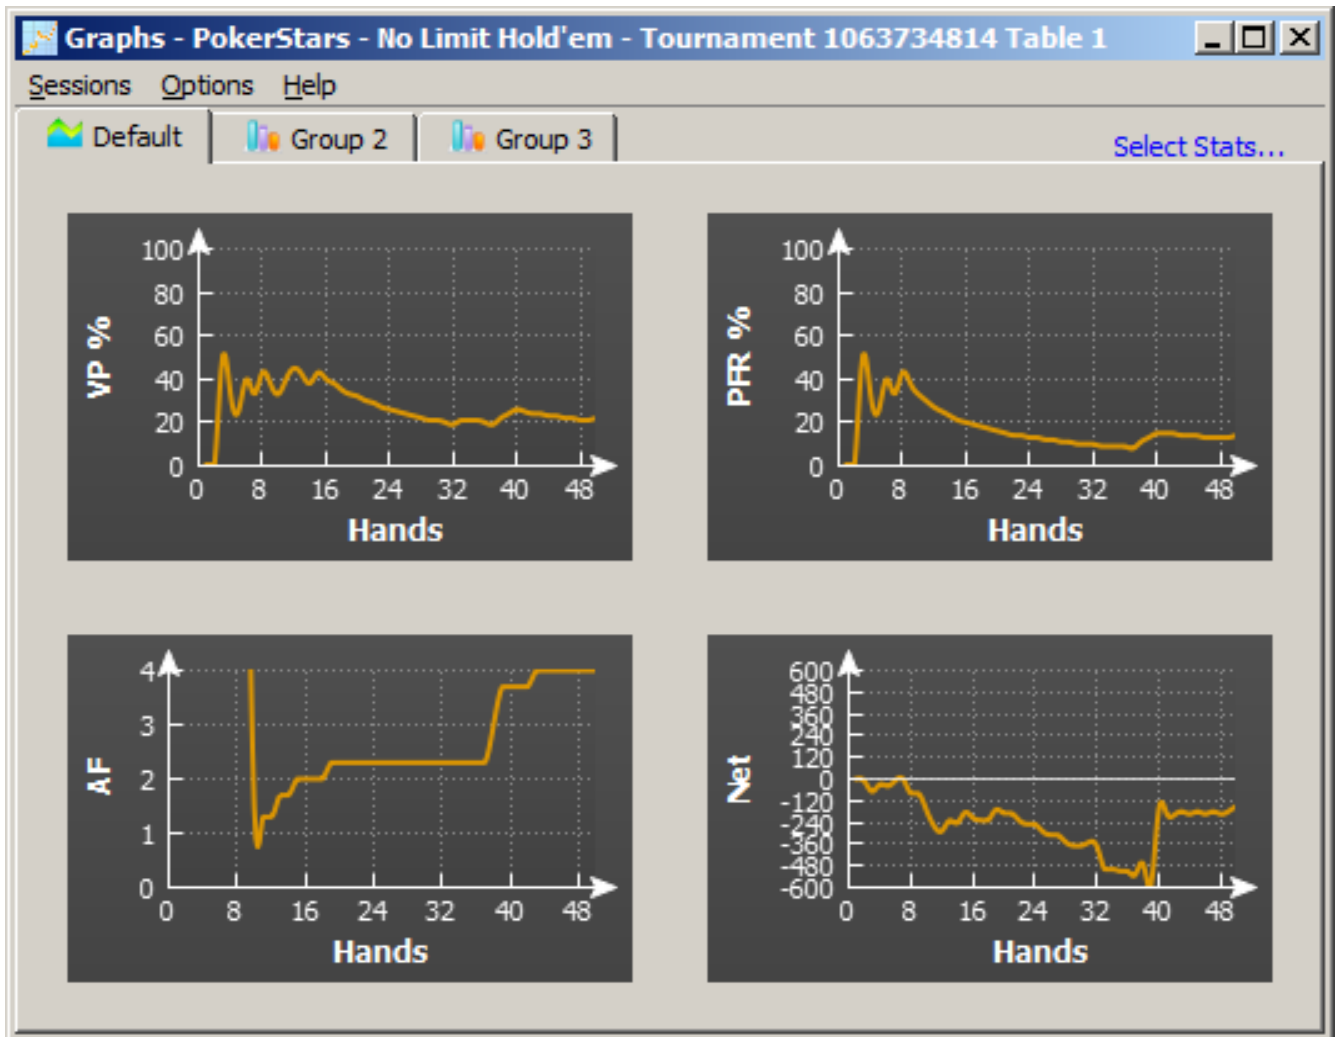 Graphs - PokerStars - No Limit Hold'em - Tournament 1063734814 Table 1
Sessions Options Help
Default Group 2 Group 3 Select Stats...
VP %
100
80
60
40
20
0
0 8 16 24 32 40 48
Hands
PFR %
100
80
60
40
20
0
0 8 16 24 32 40 48
Hands
AF
4
3
2
1
0
0 8 16 24 32 40 48
Hands
Net
600
480
360
240
120
0
-120
-240
-360
-480
-600
0 8 16 24 32 40 48
Hands